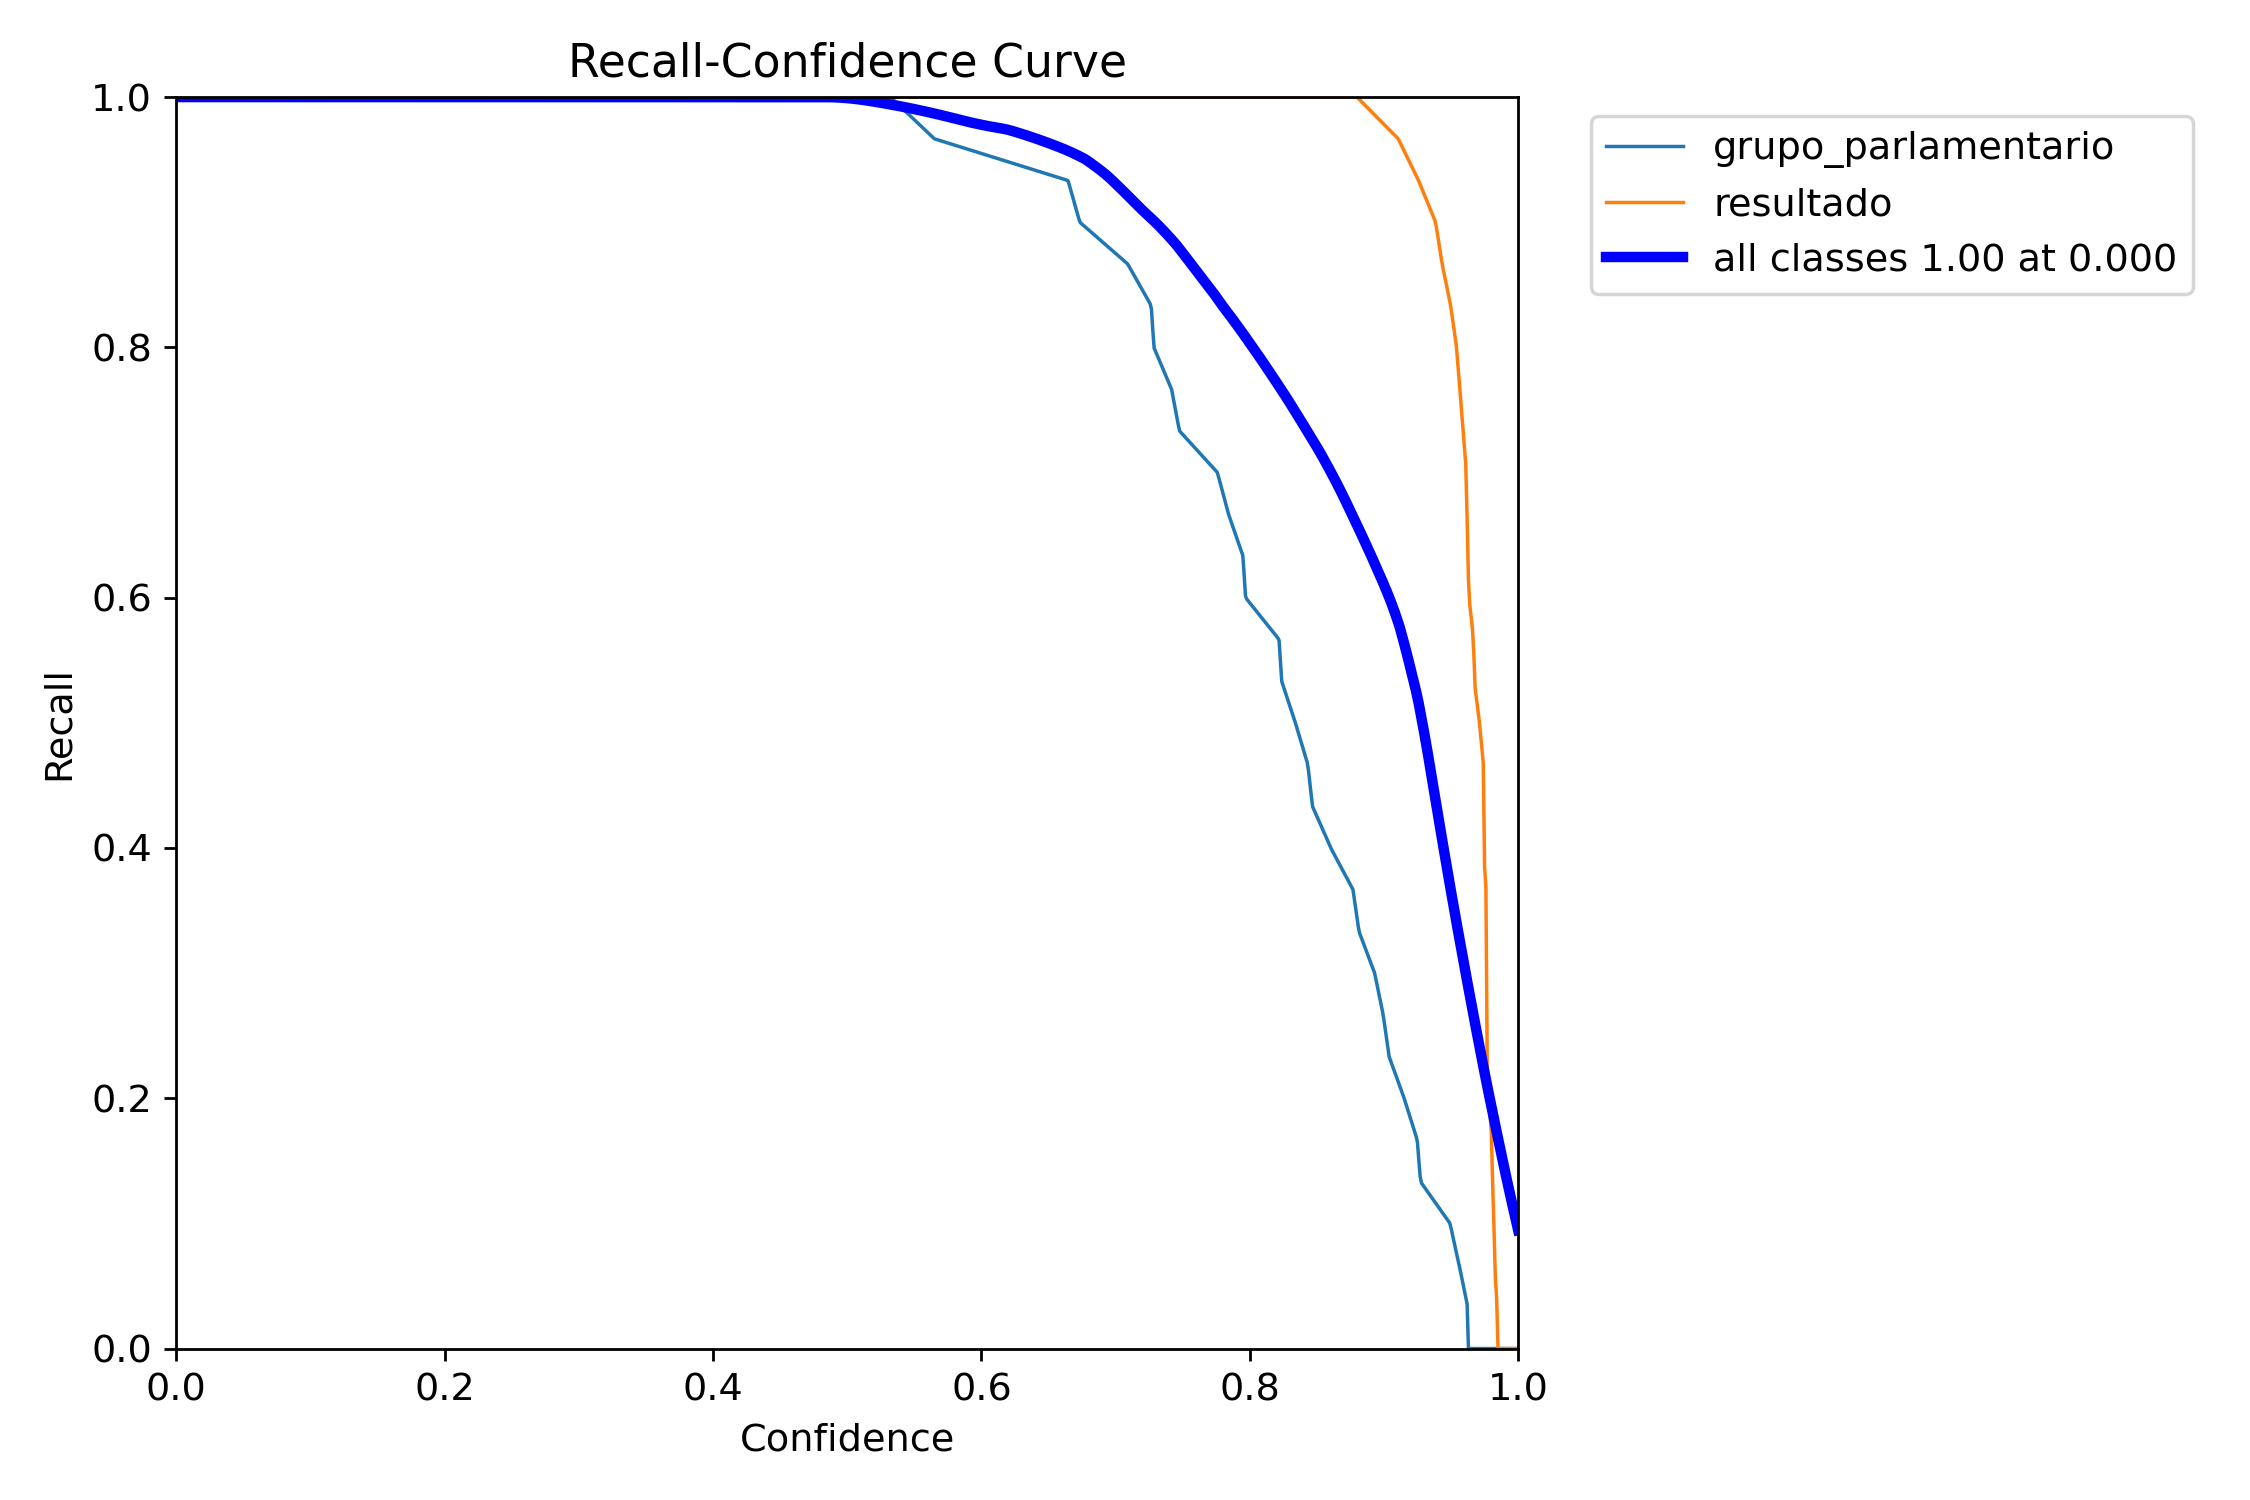 Recall-Confidence Curve
1.0
0.8
0.6
0.4
0.2
0.0
Recall
0.0 0.2 0.4 0.6 0.8 1.0
Confidence
grupo_parlamentario
resultado
all classes 1.00 at 0.000